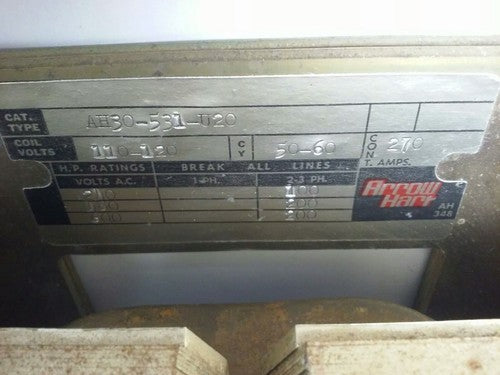 CAT. TYPE AH30-531-U20
COIL VOLTS 110-120 CY 50-60 CONT. AMPS. 270
H.P. RATINGS BREAK ALL LINES
VOLTS A.C. 1-PH. 2-3 PH.
100
200
200
Arrow Hart
AH 348